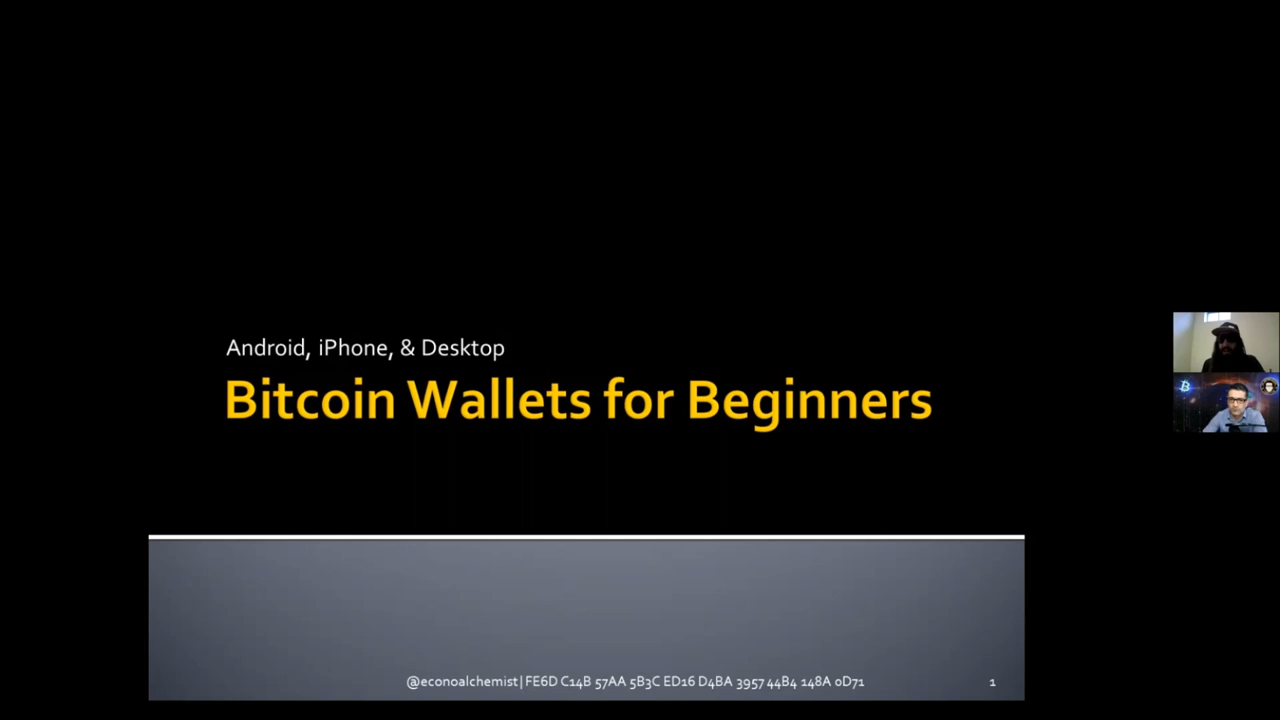 Android, iPhone, & Desktop
Bitcoin Wallets for Beginners
@econoalchemist| FE6D C14B 57AA 5B3C ED16 D4BA 3957 44B4 148A 0D71
1